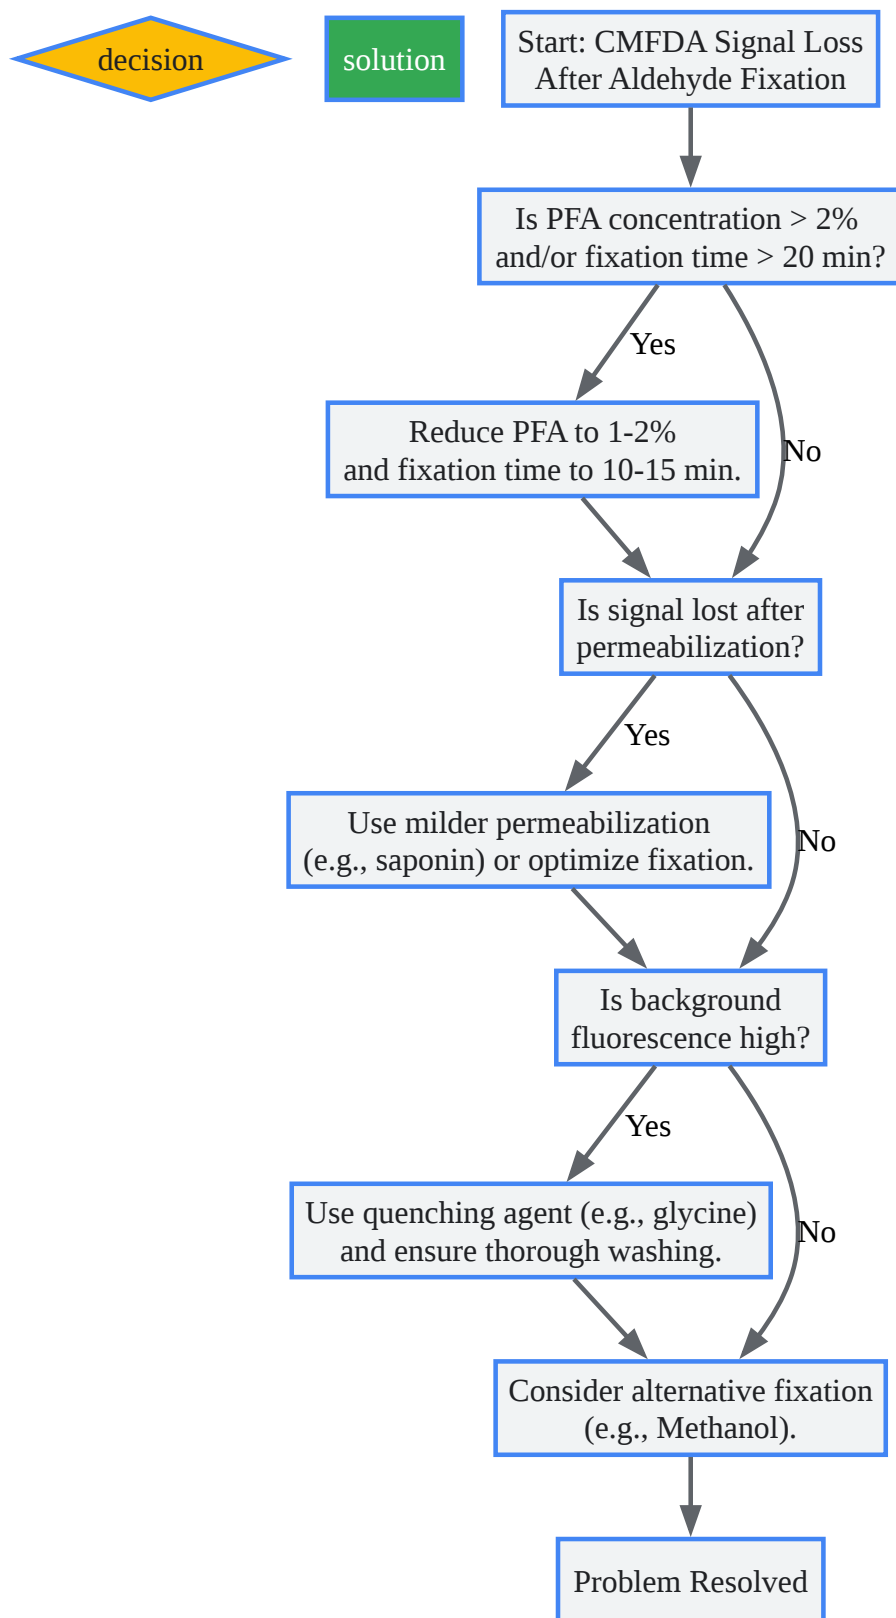 decision
solution
Start: CMFDA Signal Loss
After Aldehyde Fixation
Is PFA concentration > 2%
and/or fixation time > 20 min?
Yes
Reduce PFA to 1-2%
and fixation time to 10-15 min.
No
Is signal lost after
permeabilization?
Yes
Use milder permeabilization
(e.g., saponin) or optimize fixation.
No
Is background
fluorescence high?
Yes
Use quenching agent (e.g., glycine)
and ensure thorough washing.
No
Consider alternative fixation
(e.g., Methanol).
Problem Resolved